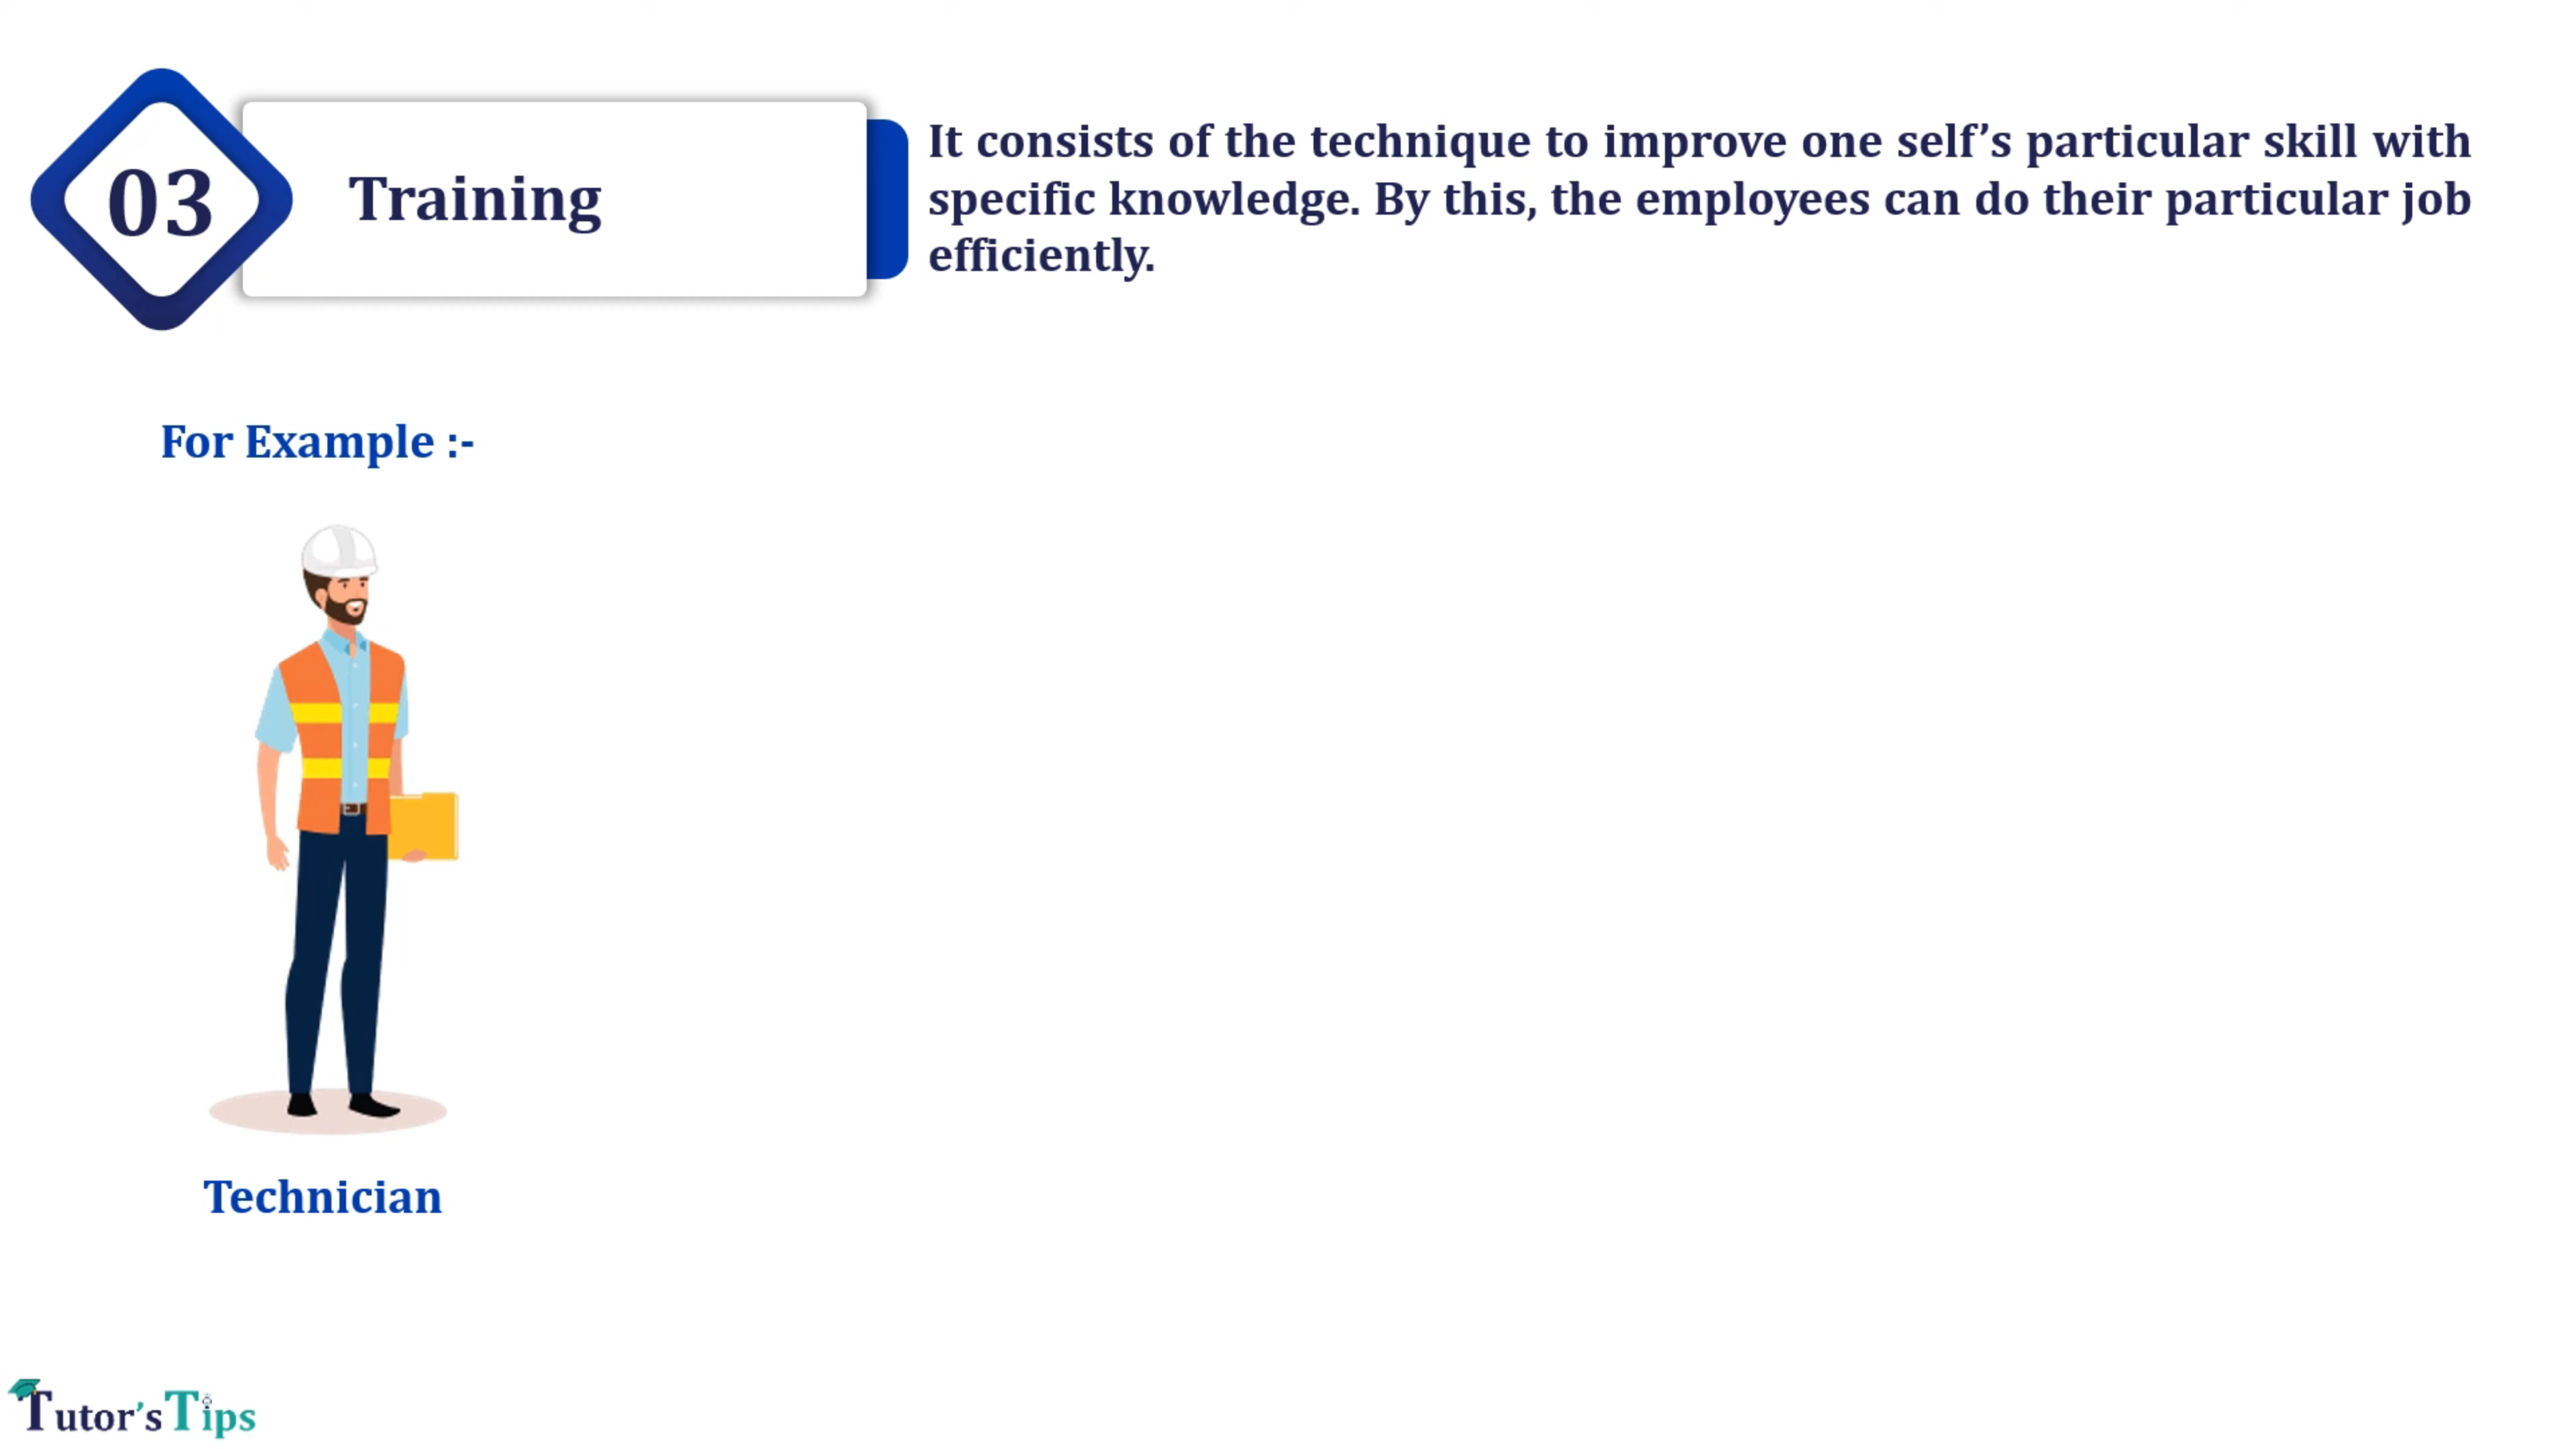 03
Training
It consists of the technique to improve one self’s particular skill with
specific knowledge. By this, the employees can do their particular job
efficiently.
For Example :-
Technician
Tutor’sTips